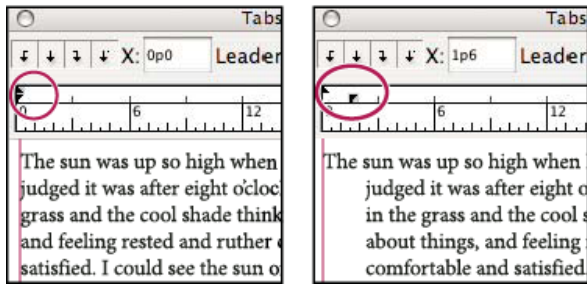 Tabs
X: 0p0 Leader
0 6 12
The sun was up so high when
judged it was after eight o'cloc
grass and the cool shade think
and feeling rested and ruther
satisfied. I could see the sun o
Tabs
X: 1p6 Leader
0 6 12
The sun was up so high when
judged it was after eight o
in the grass and the cool s
about things, and feeling
comfortable and satisfied